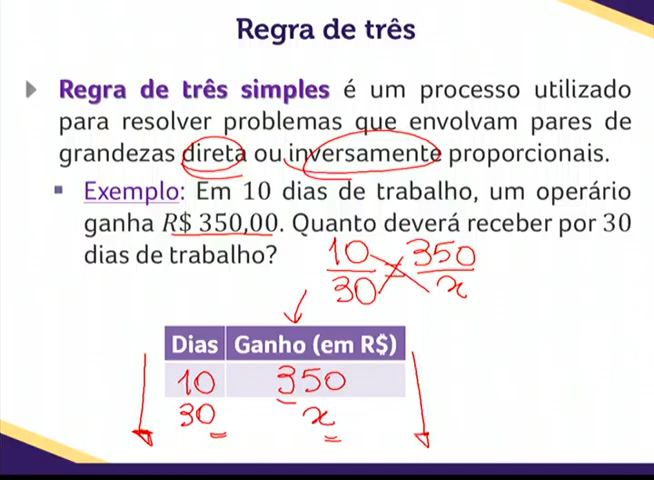 Regra de três
Regra de três simples é um processo utilizado
para resolver problemas que envolvam pares de
grandezas direta ou inversamente proporcionais.
Exemplo: Em 10 dias de trabalho, um operário
ganha R$ 350,00. Quanto deverá receber por 30
dias de trabalho?
10 = 350
30 x
Dias Ganho (em R$)
10 350
30 x